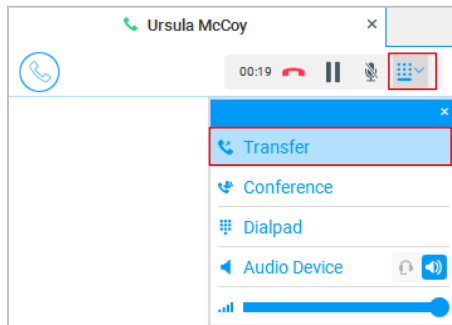 Ursula McCoy ×
00:19
×
Transfer
Conference
Dialpad
Audio Device